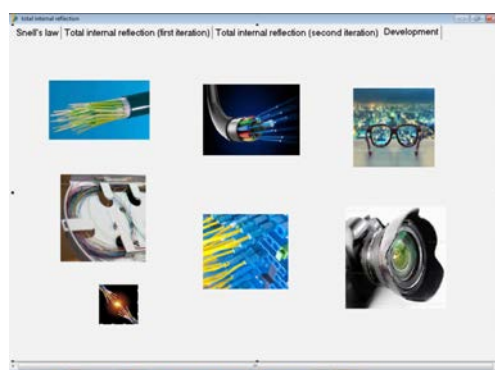 total internal reflection
Snell's law Total internal reflection (first iteration) Total internal reflection (second iteration) Development